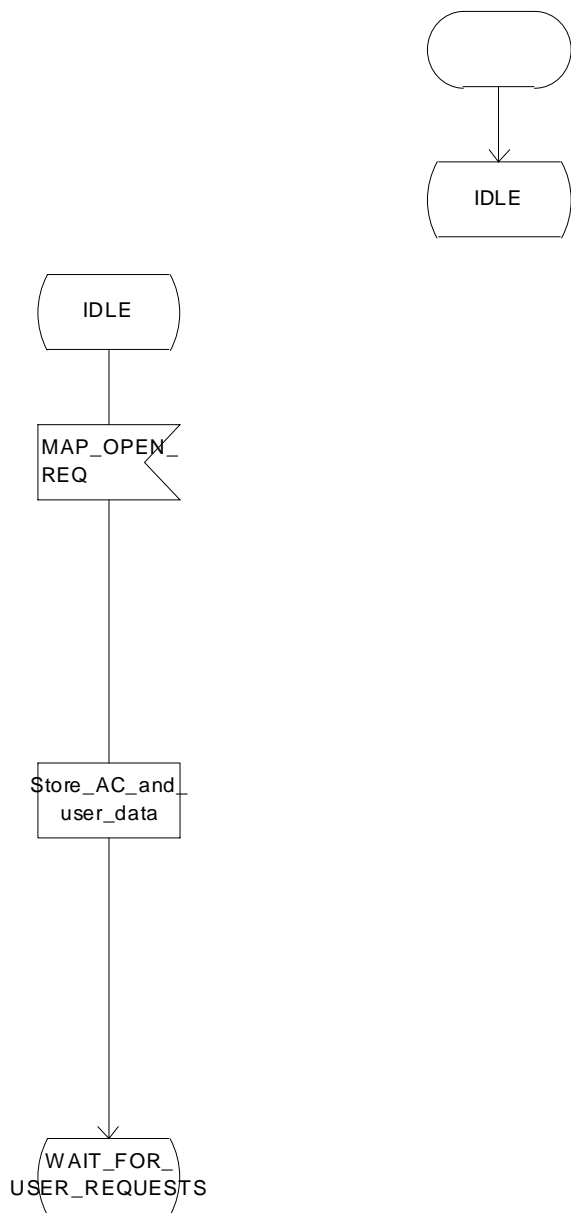 IDLE
IDLE
MAP_OPEN_
REQ
Store_AC_and_
user_data
WAIT_FOR_
USER_REQUESTS